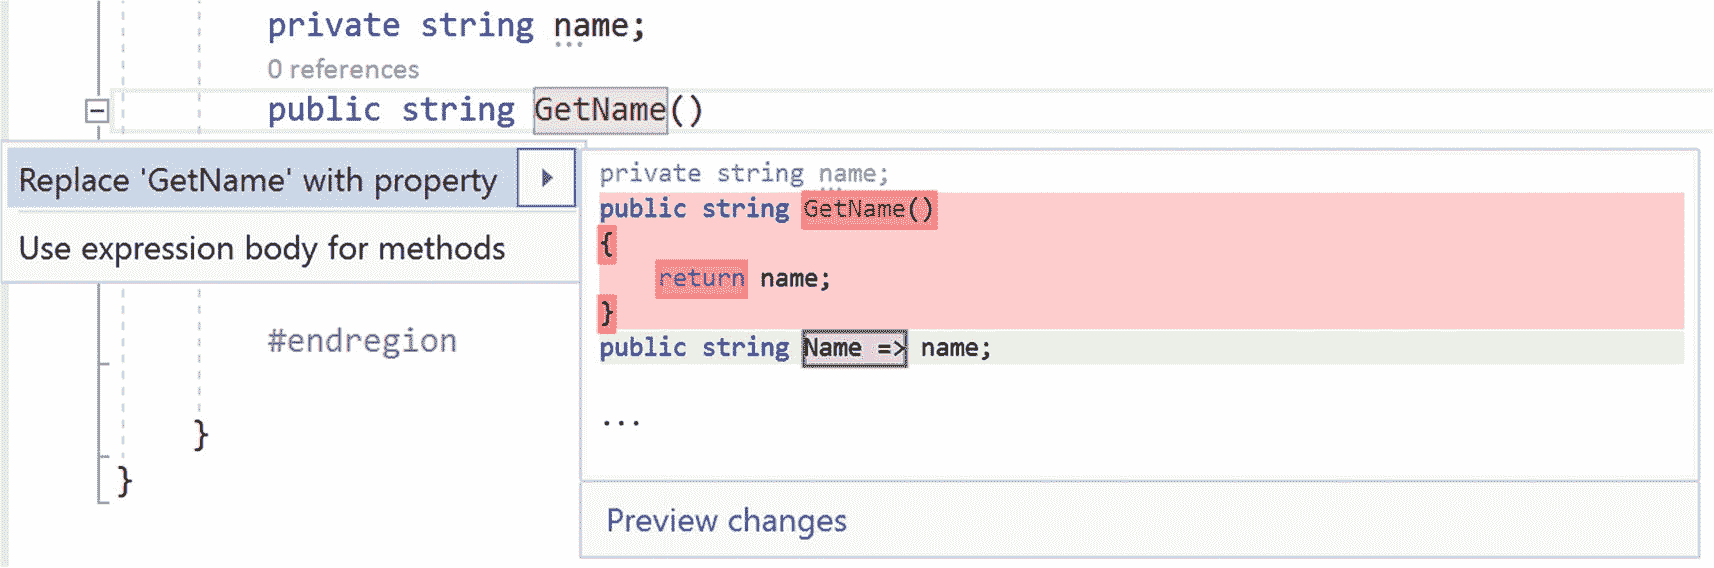 private string name;
0 references
public string GetName()
Replace 'GetName' with property
Use expression body for methods
private string name;
public string GetName()
{
return name;
}
public string Name => name;
...
Preview changes
#endregion
}
}